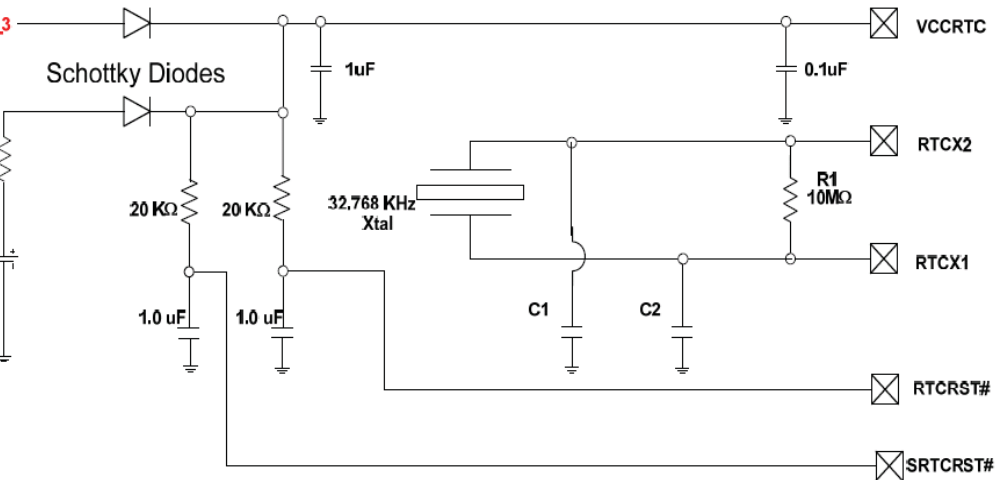 _3
VCCRTC
1uF
0.1uF
Schottky Diodes
RTCX2
R1
10MΩ
32.768 KHz
Xtal
20 KΩ
20 KΩ
RTCX1
+
C1
C2
1.0 uF
1.0 uF
RTCRST#
SRTCRST#